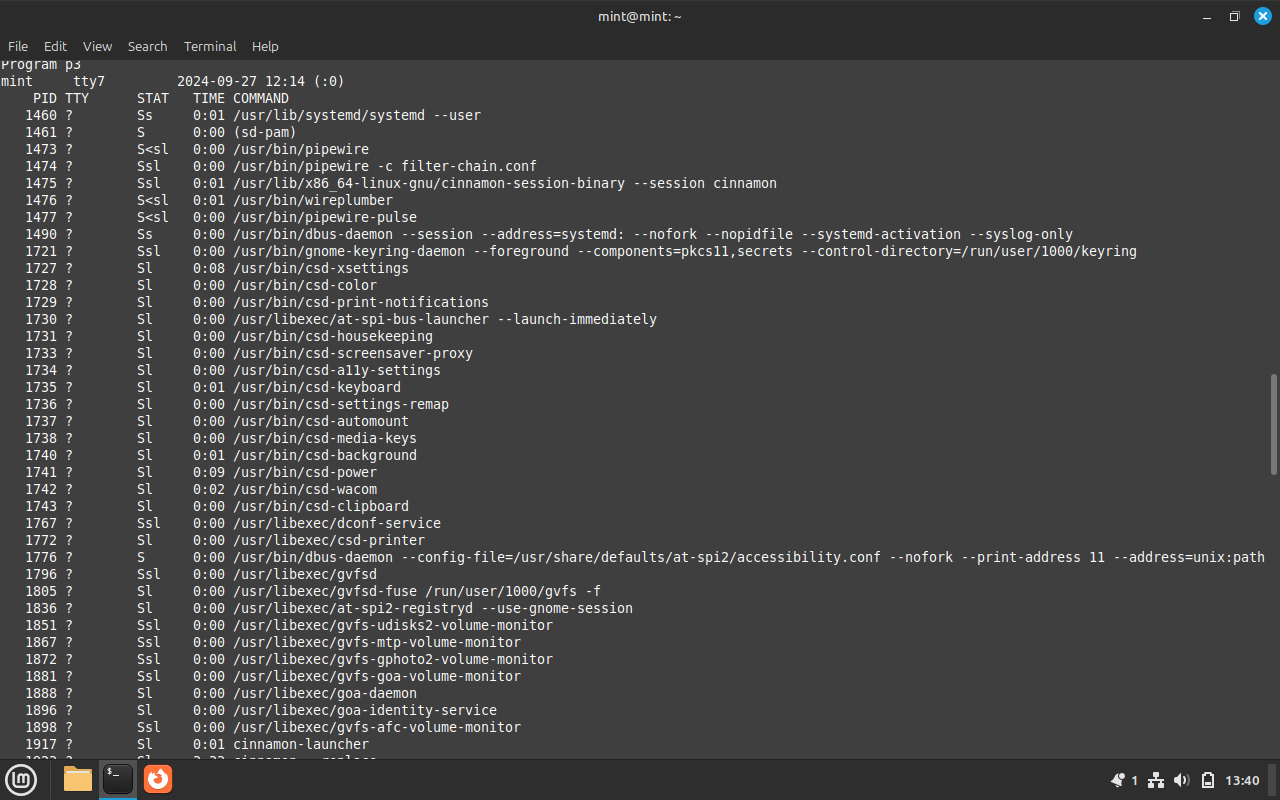 mint@mint: ~
File Edit View Search Terminal Help
Program p3
mint     tty7         2024-09-27 12:14 (:0)
    PID TTY      STAT   TIME COMMAND
   1460 ?        Ss     0:01 /usr/lib/systemd/systemd --user
   1461 ?        S      0:00 (sd-pam)
   1473 ?        S<sl   0:00 /usr/bin/pipewire
   1474 ?        Ssl    0:00 /usr/bin/pipewire -c filter-chain.conf
   1475 ?        Ssl    0:01 /usr/lib/x86_64-linux-gnu/cinnamon-session-binary --session cinnamon
   1476 ?        S<sl   0:01 /usr/bin/wireplumber
   1477 ?        S<sl   0:00 /usr/bin/pipewire-pulse
   1490 ?        Ss     0:00 /usr/bin/dbus-daemon --session --address=systemd: --nofork --nopidfile --systemd-activation --syslog-only
   1721 ?        Ssl    0:00 /usr/bin/gnome-keyring-daemon --foreground --components=pkcs11,secrets --control-directory=/run/user/1000/keyring
   1727 ?        Sl     0:08 /usr/bin/csd-xsettings
   1728 ?        Sl     0:00 /usr/bin/csd-color
   1729 ?        Sl     0:00 /usr/bin/csd-print-notifications
   1730 ?        Sl     0:00 /usr/libexec/at-spi-bus-launcher --launch-immediately
   1731 ?        Sl     0:00 /usr/bin/csd-housekeeping
   1733 ?        Sl     0:00 /usr/bin/csd-screensaver-proxy
   1734 ?        Sl     0:00 /usr/bin/csd-a11y-settings
   1735 ?        Sl     0:01 /usr/bin/csd-keyboard
   1736 ?        Sl     0:00 /usr/bin/csd-settings-remap
   1737 ?        Sl     0:00 /usr/bin/csd-automount
   1738 ?        Sl     0:00 /usr/bin/csd-media-keys
   1740 ?        Sl     0:01 /usr/bin/csd-background
   1741 ?        Sl     0:09 /usr/bin/csd-power
   1742 ?        Sl     0:02 /usr/bin/csd-wacom
   1743 ?        Sl     0:00 /usr/bin/csd-clipboard
   1767 ?        Ssl    0:00 /usr/libexec/dconf-service
   1772 ?        Sl     0:00 /usr/libexec/csd-printer
   1776 ?        S      0:00 /usr/bin/dbus-daemon --config-file=/usr/share/defaults/at-spi2/accessibility.conf --nofork --print-address 11 --address=unix:path
   1796 ?        Ssl    0:00 /usr/libexec/gvfsd
   1805 ?        Sl     0:00 /usr/libexec/gvfsd-fuse /run/user/1000/gvfs -f
   1836 ?        Sl     0:00 /usr/libexec/at-spi2-registryd --use-gnome-session
   1851 ?        Ssl    0:00 /usr/libexec/gvfs-udisks2-volume-monitor
   1867 ?        Ssl    0:00 /usr/libexec/gvfs-mtp-volume-monitor
   1872 ?        Ssl    0:00 /usr/libexec/gvfs-gphoto2-volume-monitor
   1881 ?        Ssl    0:00 /usr/libexec/gvfs-goa-volume-monitor
   1888 ?        Sl     0:00 /usr/libexec/goa-daemon
   1896 ?        Sl     0:00 /usr/libexec/goa-identity-service
   1898 ?        Ssl    0:00 /usr/libexec/gvfs-afc-volume-monitor
   1917 ?        Sl     0:01 cinnamon-launcher
1 13:40